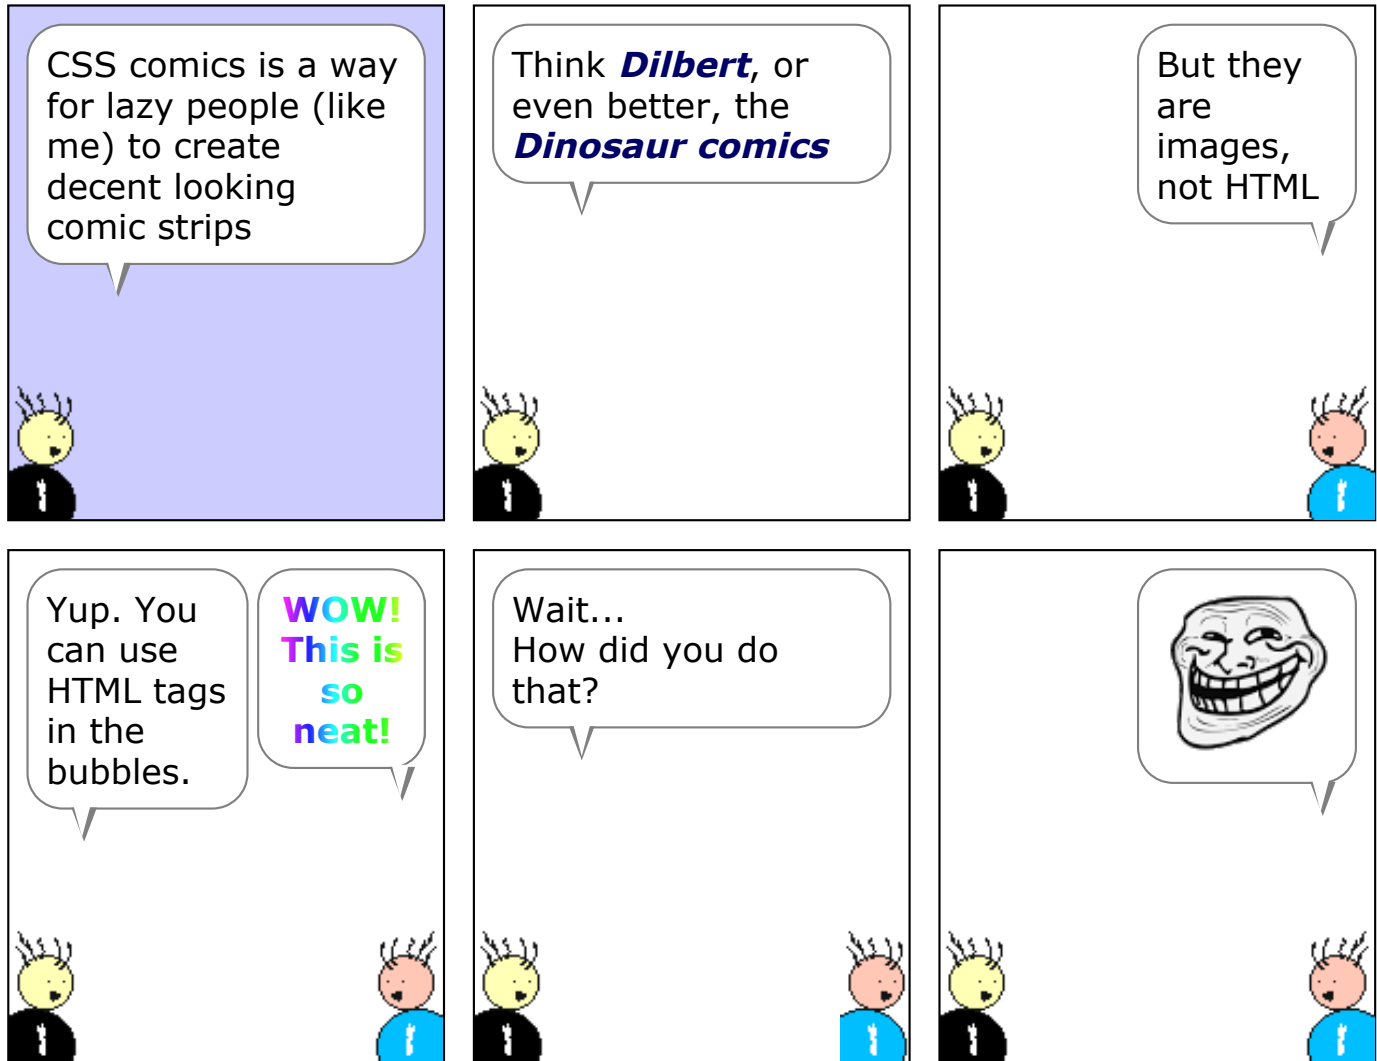 CSS comics is a way
for lazy people (like
me) to create
decent looking
comic strips
Think Dilbert, or
even better, the
Dinosaur comics
But they
are
images,
not HTML
Yup. You
can use
HTML tags
in the
bubbles.
WOW!
This is
so
neat!
Wait...
How did you do
that?